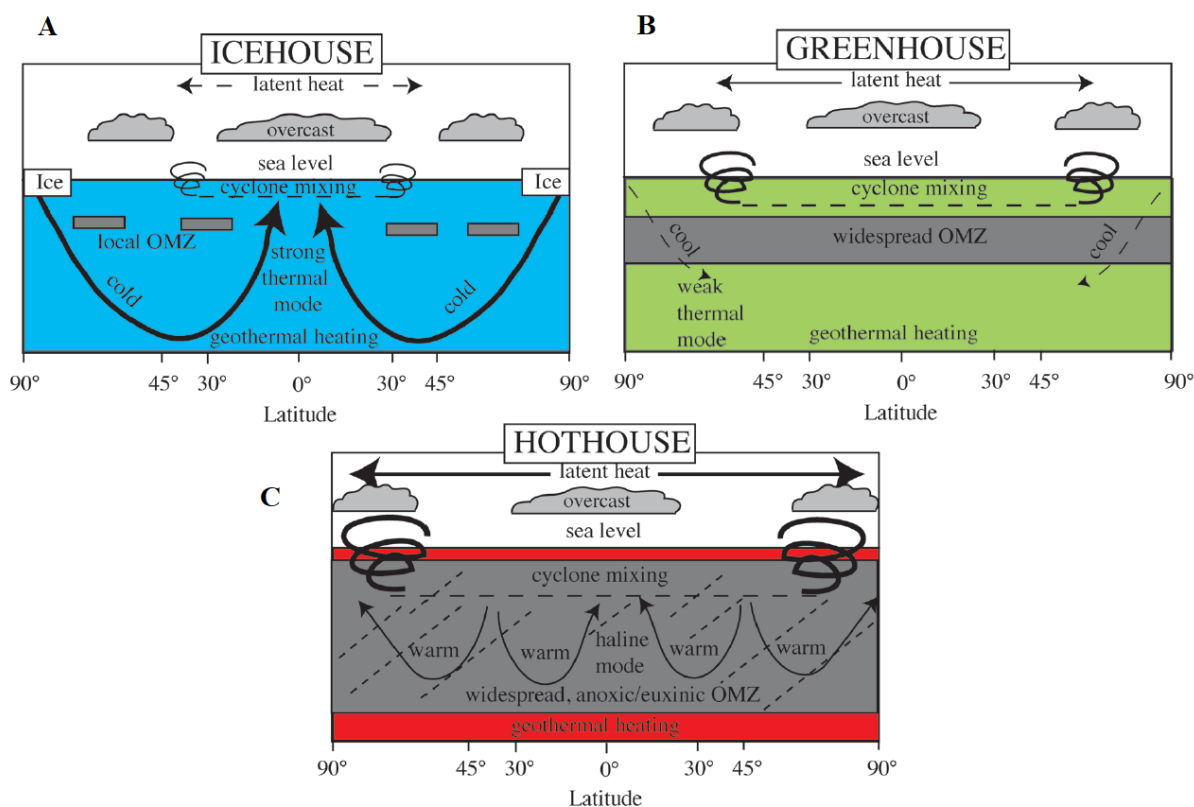 A
ICEHOUSE
latent heat
overcast
sea level
Ice
cyclone mixing
Ice
local OMZ
strong
thermal
mode
cold
cold
geothermal heating
90° 45° 30° 0° 30° 45° 90°
Latitude
B
GREENHOUSE
latent heat
overcast
sea level
cyclone mixing
cool
widespread OMZ
cool
weak
thermal
mode
geothermal heating
90° 45° 30° 0° 30° 45° 90°
Latitude
C
HOTHOUSE
latent heat
overcast
sea level
cyclone mixing
warm
warm
haline
mode
warm
warm
widespread, anoxic/euxinic OMZ
geothermal heating
90° 45° 30° 0° 30° 45° 90°
Latitude